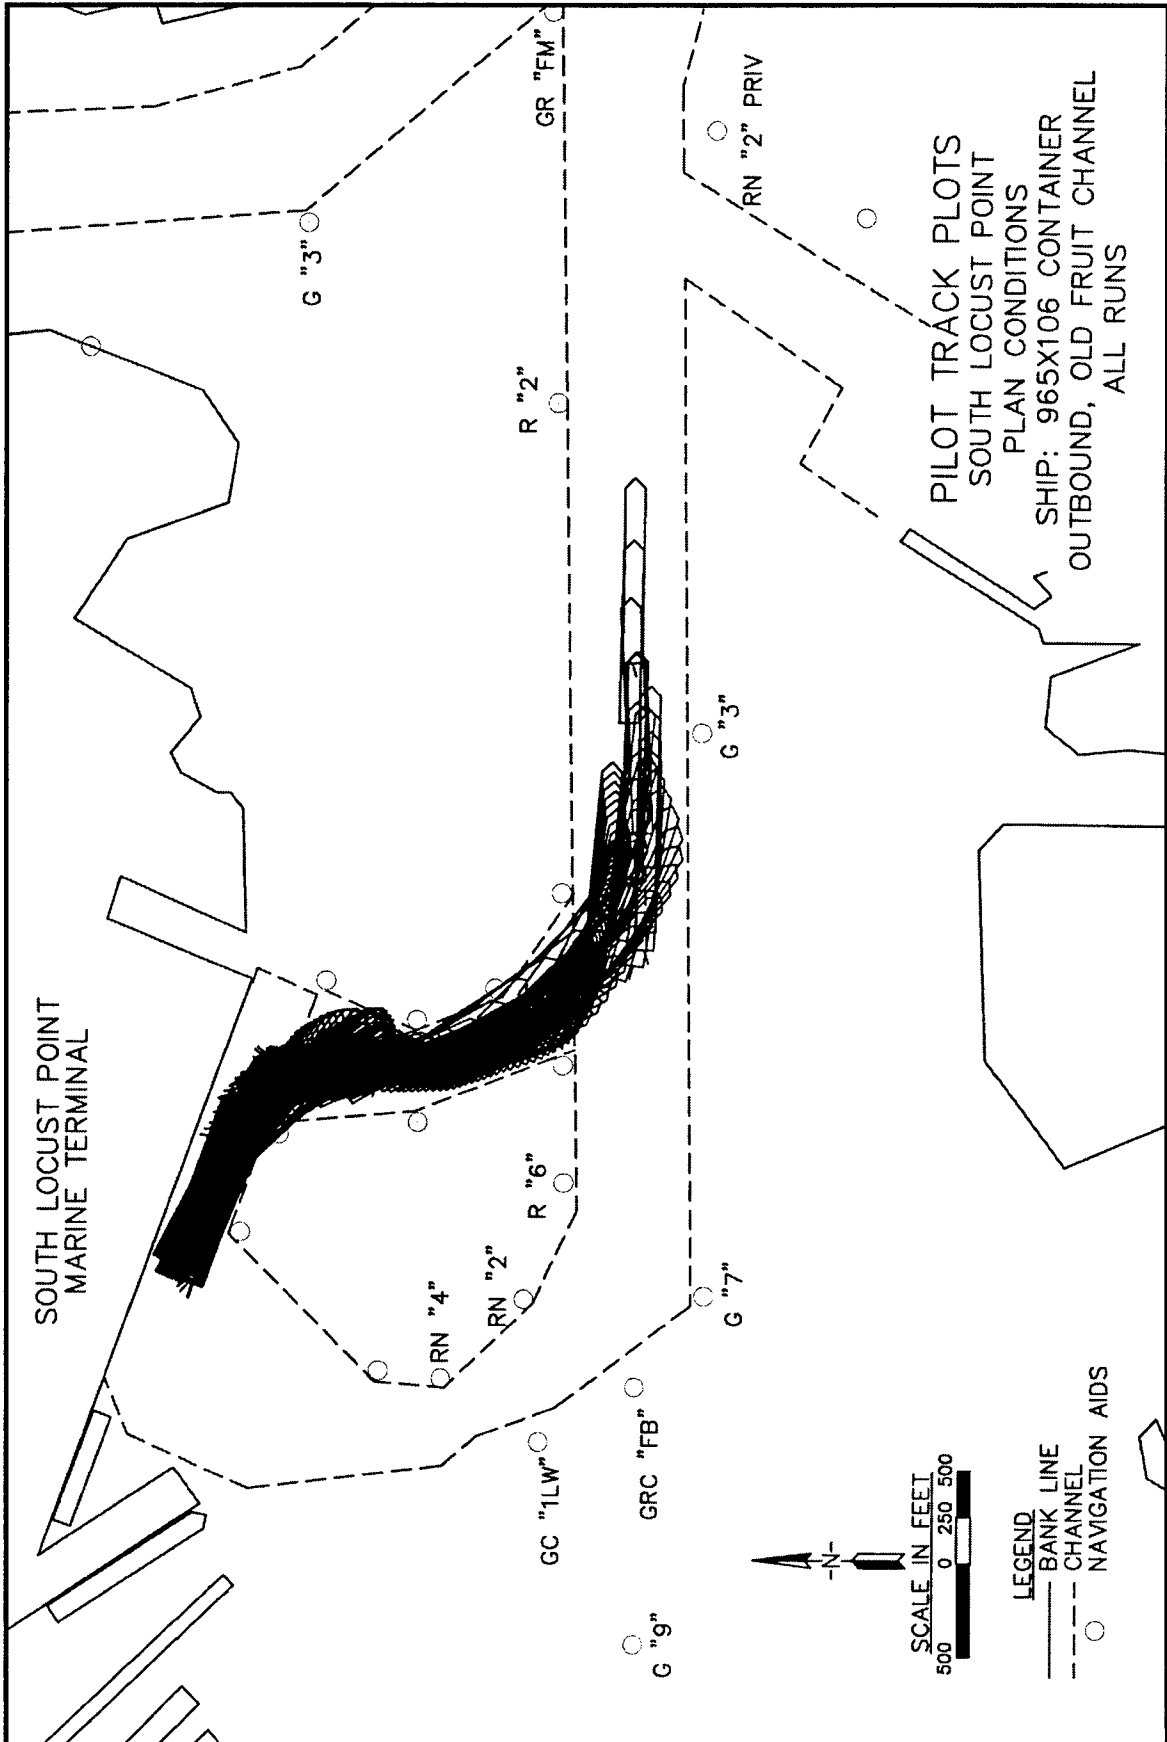 SOUTH LOCUST POINT
MARINE TERMINAL
G "3"
GR "FM"
R "2"
RN "2" PRIV
G "3"
R "6"
RN "2"
RN "4"
G "7"
GC "1LW"
GRC "FB"
G "9"
-N-
SCALE IN FEET
500 0 250 500
LEGEND
BANK LINE
CHANNEL
NAVIGATION AIDS
PILOT TRACK PLOTS
SOUTH LOCUST POINT
PLAN CONDITIONS
SHIP: 965X106 CONTAINER
OUTBOUND, OLD FRUIT CHANNEL
ALL RUNS